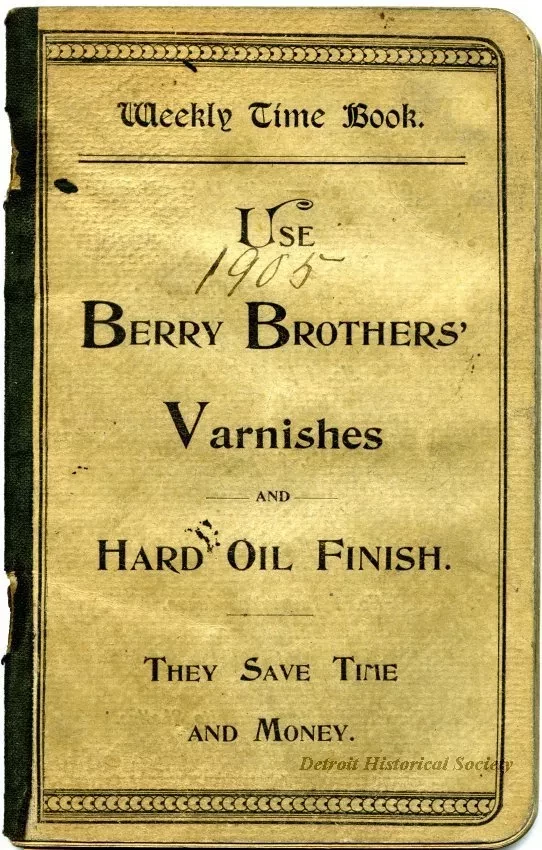 Weekly Time Book.
USE
1905
BERRY BROTHERS'
Varnishes
AND
HARD OIL FINISH.
THEY SAVE TIME
AND MONEY.
Detroit Historical Society